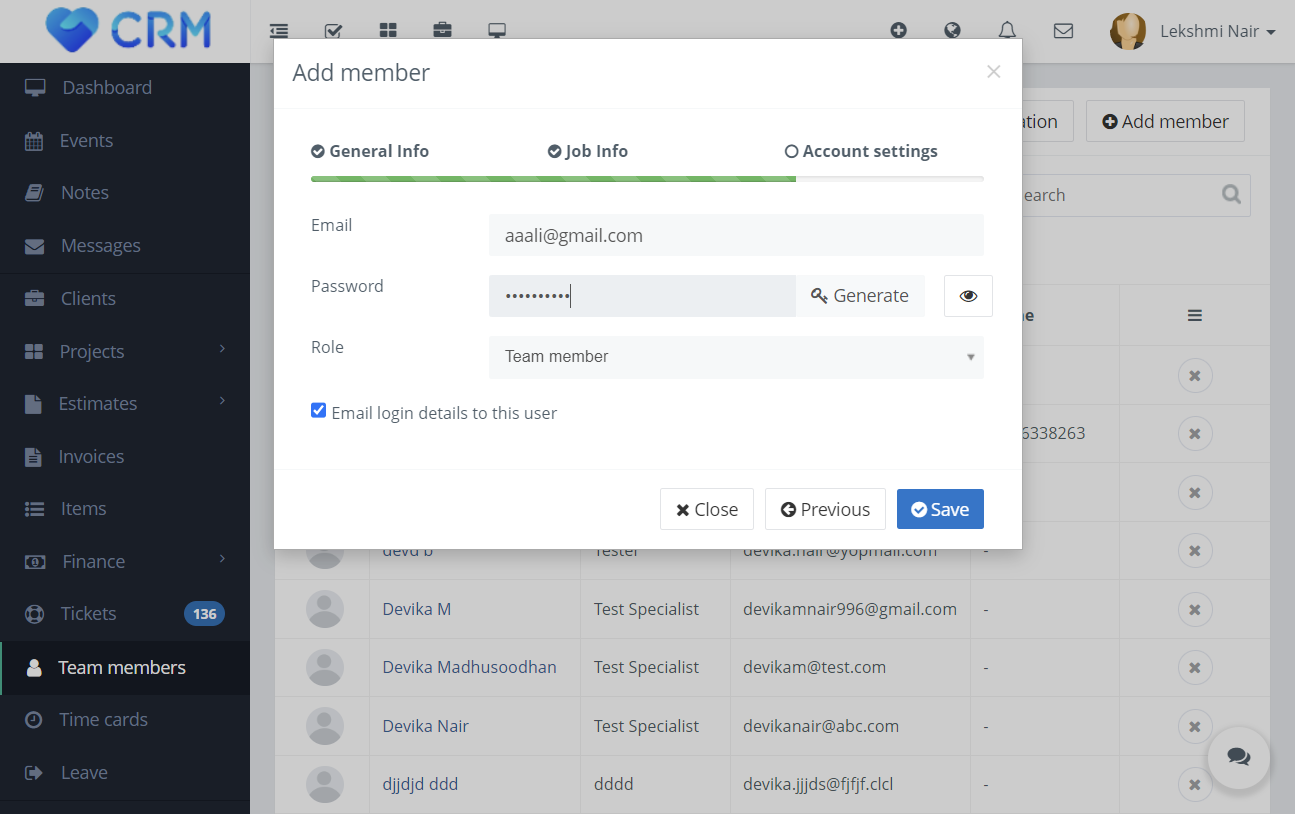 CRM
Lekshmi Nair
Dashboard
Events
Notes
Messages
Clients
Projects
Estimates
Invoices
Items
Finance
Tickets 136
Team members
Time cards
Leave
Add member
×
General Info Job Info Account settings
Email aaali@gmail.com
Password •••••••••• Generate
Role Team member
Email login details to this user
Close Previous Save
Add member
6338263
devd b Tester devika.nair@yopmail.com -
Devika M Test Specialist devikamnair996@gmail.com -
Devika Madhusoodhan Test Specialist devikam@test.com -
Devika Nair Test Specialist devikanair@abc.com -
djjdjd ddd dddd devika.jjjds@fjfjf.clcl -